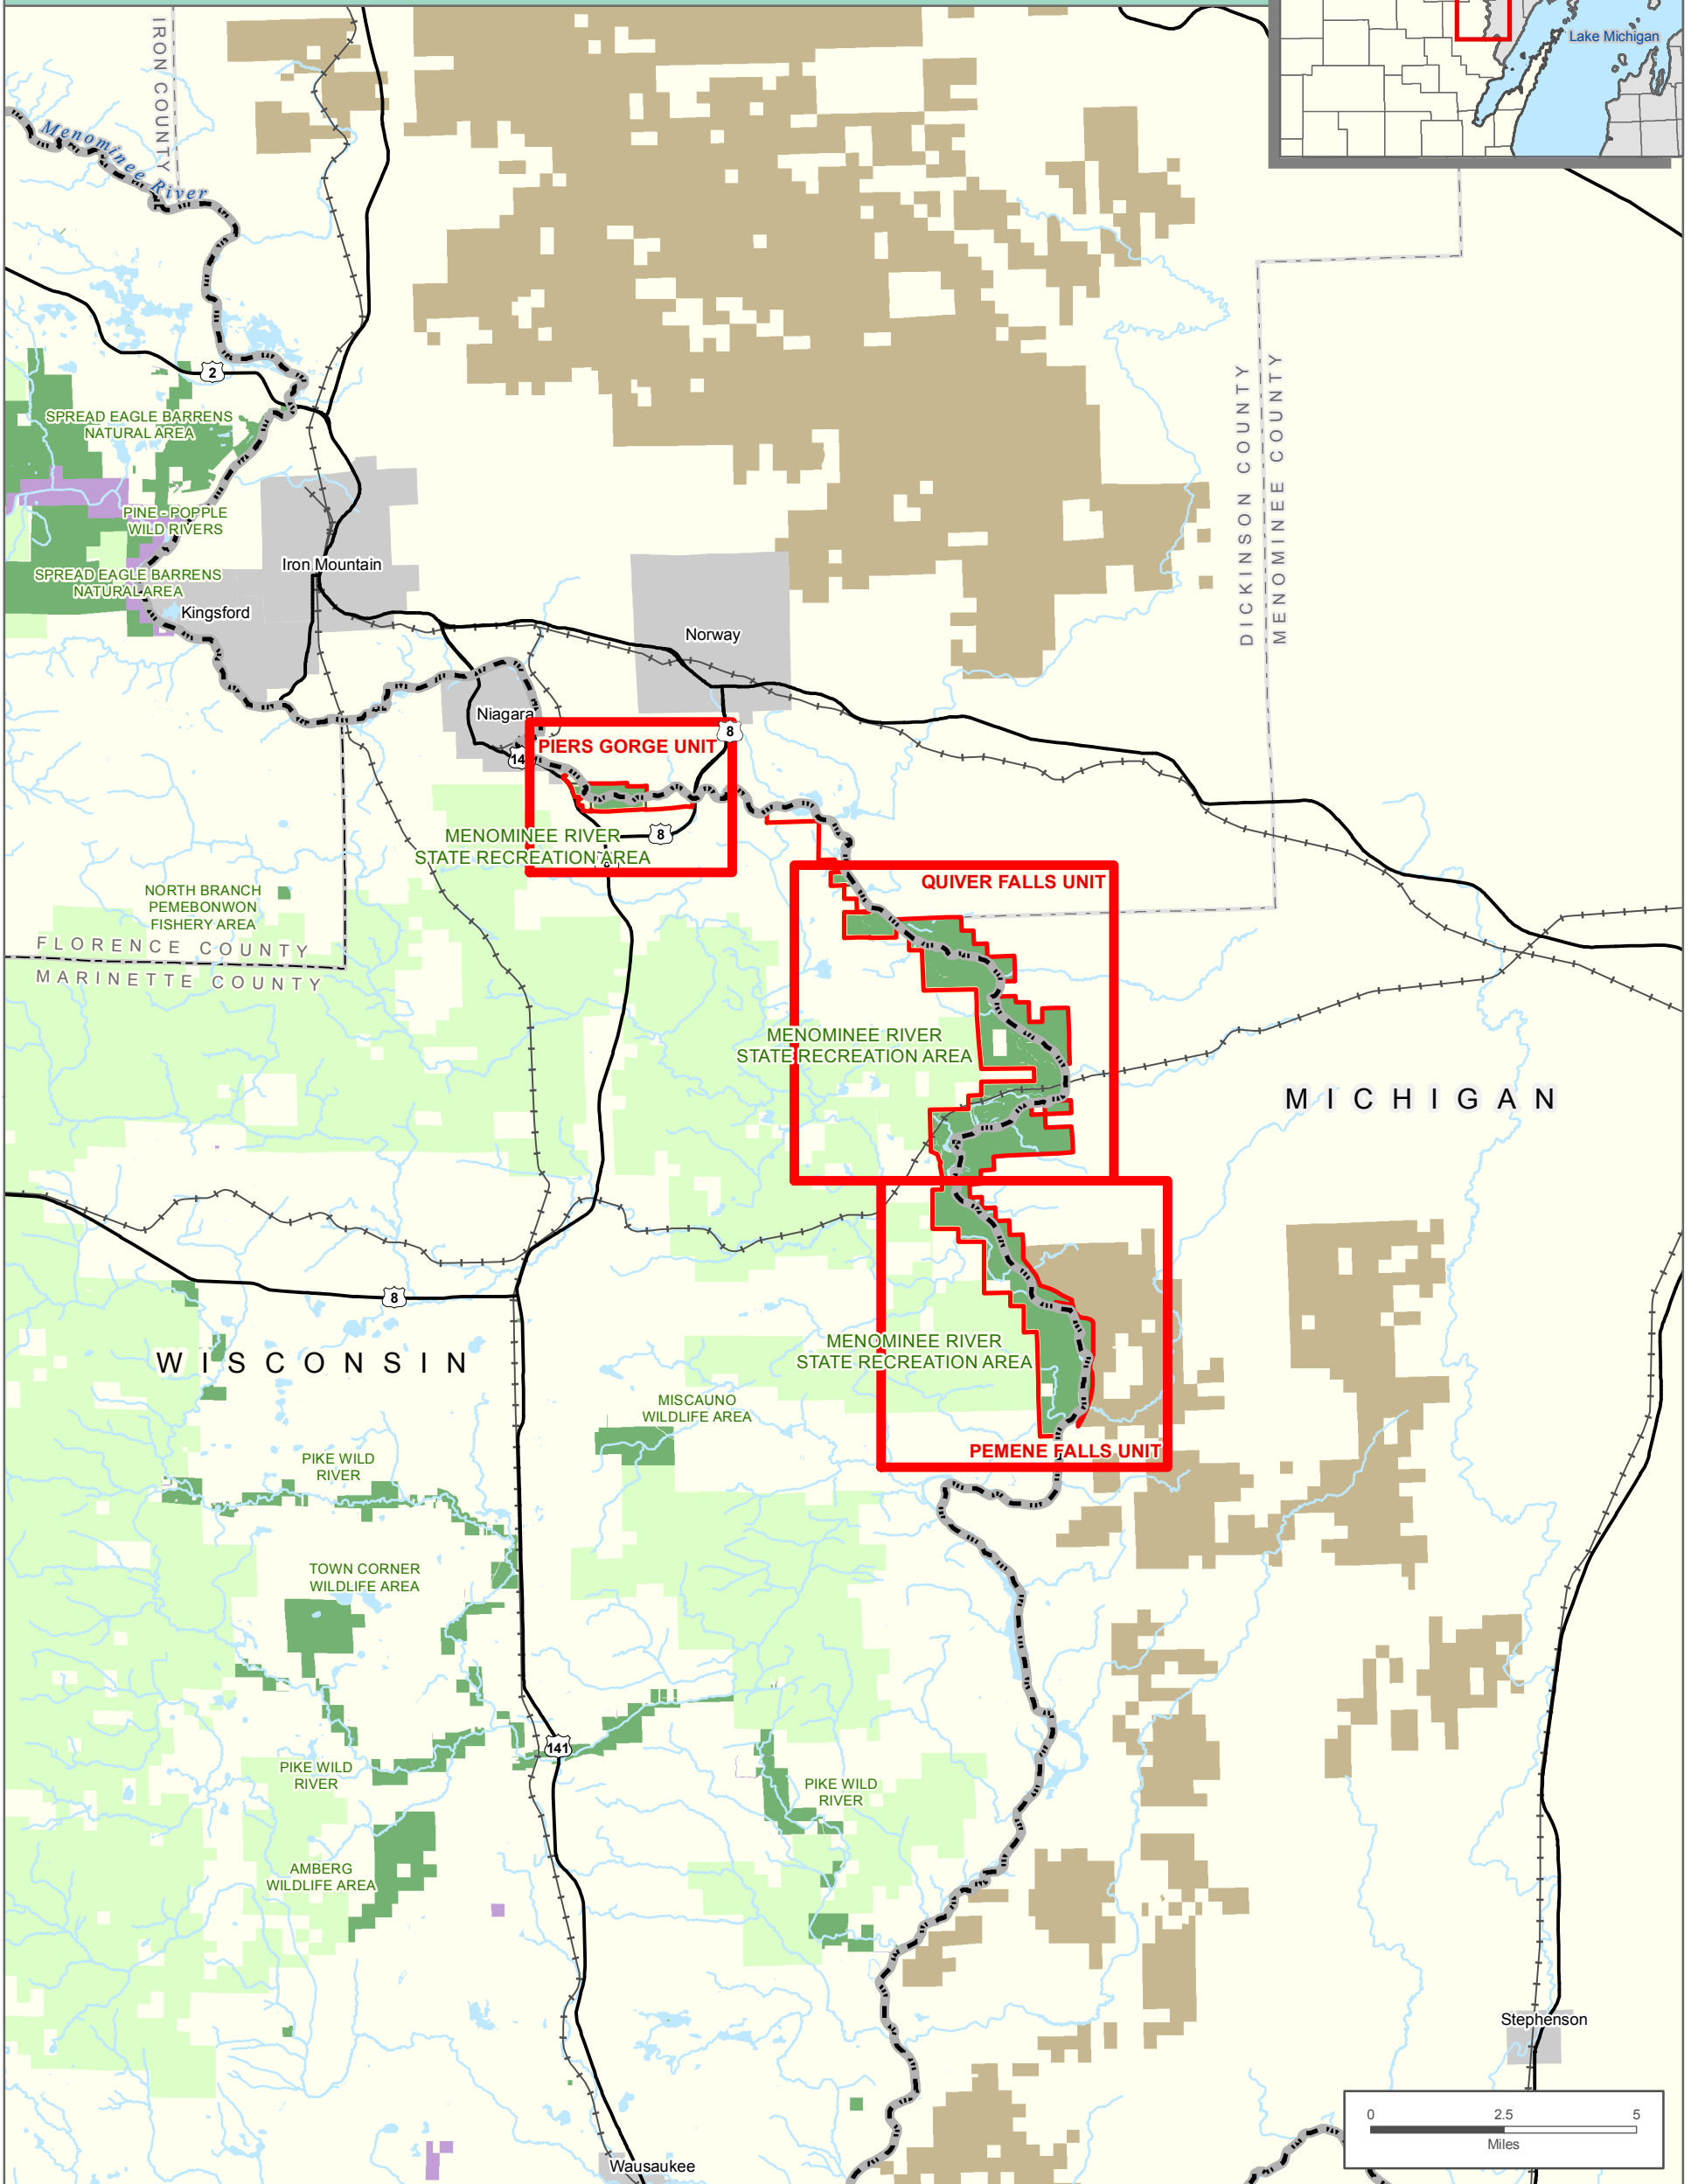 Lake Michigan
IRON COUNTY
Menominee River
2
SPREAD EAGLE BARRENS
NATURAL AREA
DICKINSON COUNTY
MENOMINEE COUNTY
PINE - POPPLE
WILD RIVERS
Iron Mountain
SPREAD EAGLE BARRENS
NATURAL AREA
Kingsford
Norway
Niagara
8
PIERS GORGE UNIT
14
8
MENOMINEE RIVER
STATE RECREATION AREA
QUIVER FALLS UNIT
NORTH BRANCH
PEMEBONWON
FISHERY AREA
FLORENCE COUNTY
MARINETTE COUNTY
MENOMINEE RIVER
STATE RECREATION AREA
MICHIGAN
8
WISCONSIN
MENOMINEE RIVER
STATE RECREATION AREA
MISCAUNO
WILDLIFE AREA
PEMENE FALLS UNIT
PIKE WILD
RIVER
TOWN CORNER
WILDLIFE AREA
141
PIKE WILD
RIVER
PIKE WILD
RIVER
AMBERG
WILDLIFE AREA
Stephenson
0 2.5 5
Miles
Wausaukee